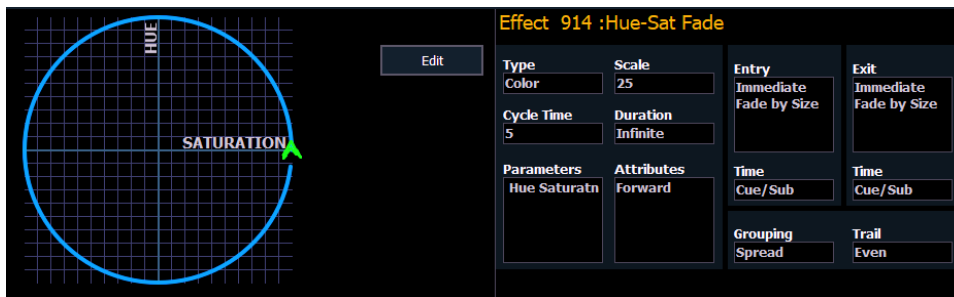 HUE
SATURATION
Edit
Effect 914 :Hue-Sat Fade
Type
Color
Scale
25
Cycle Time
5
Duration
Infinite
Parameters
Hue Saturatn
Attributes
Forward
Entry
Immediate
Fade by Size
Time
Cue/Sub
Exit
Immediate
Fade by Size
Time
Cue/Sub
Grouping
Spread
Trail
Even